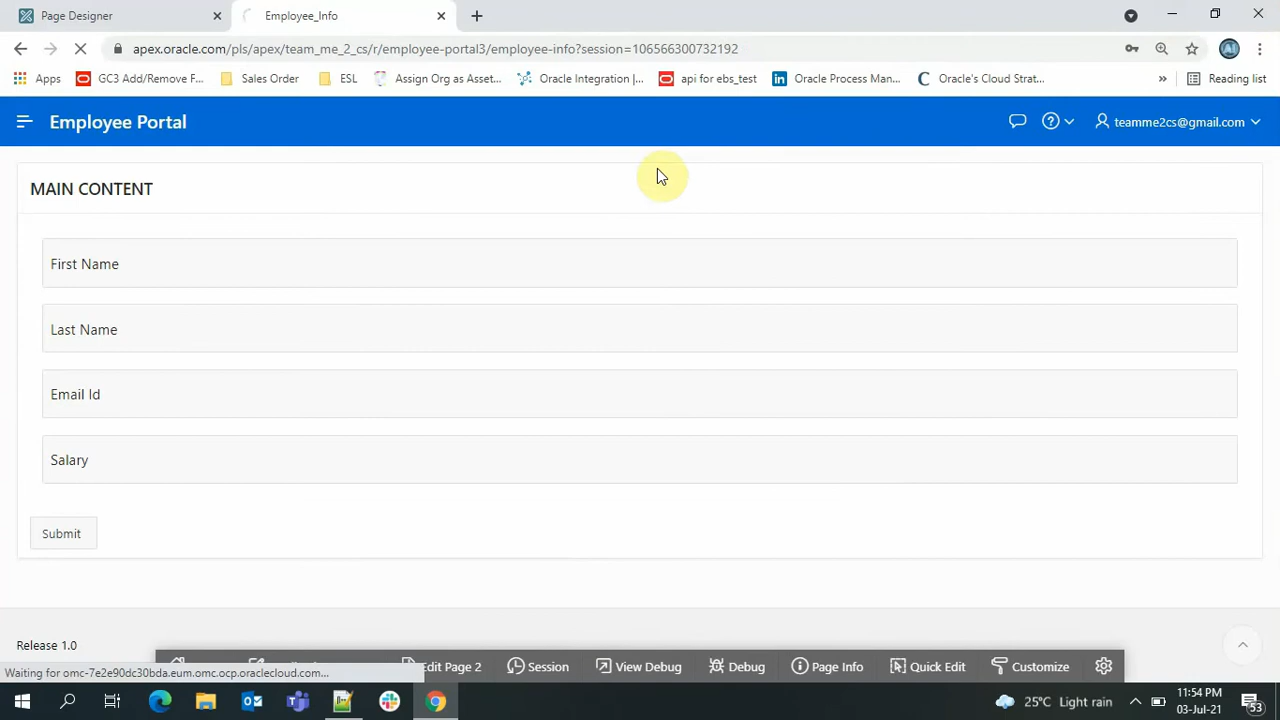 Page Designer
Employee_Info
apex.oracle.com/pls/apex/team_me_2_cs/r/employee-portal3/employee-info?session=106566300732192
Apps GC3 Add/Remove F... Sales Order ESL Assign Org as Asset... Oracle Integration |... api for ebs_test Oracle Process Man... Oracle's Cloud Strat... » Reading list
Employee Portal
teamme2cs@gmail.com
MAIN CONTENT
First Name
Last Name
Email Id
Salary
Submit
Release 1.0
Edit Page 2 Session View Debug Debug Page Info Quick Edit Customize
Waiting for omc-7e2e90dc30bda.eum.omc.ocp.oraclecloud.com...
25°C Light rain
11:54 PM
03-Jul-21
53